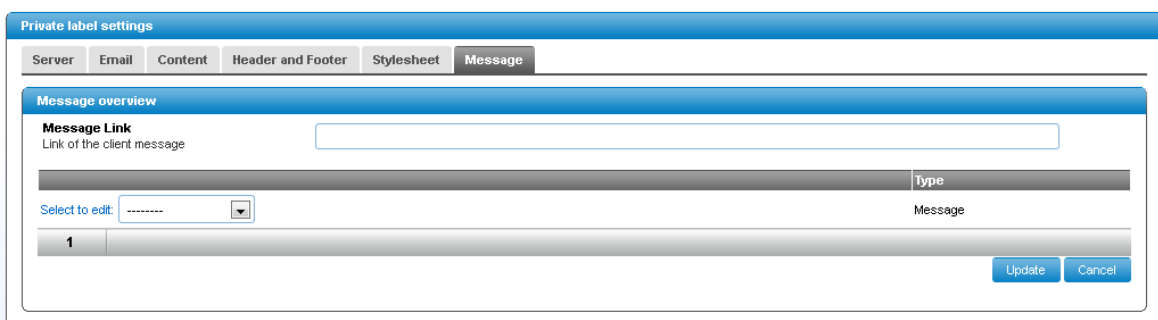 Private label settings
Server Email Content Header and Footer Stylesheet Message
Message overview
Message Link
Link of the client message
Type
Select to edit: -------- Message
1
Update Cancel